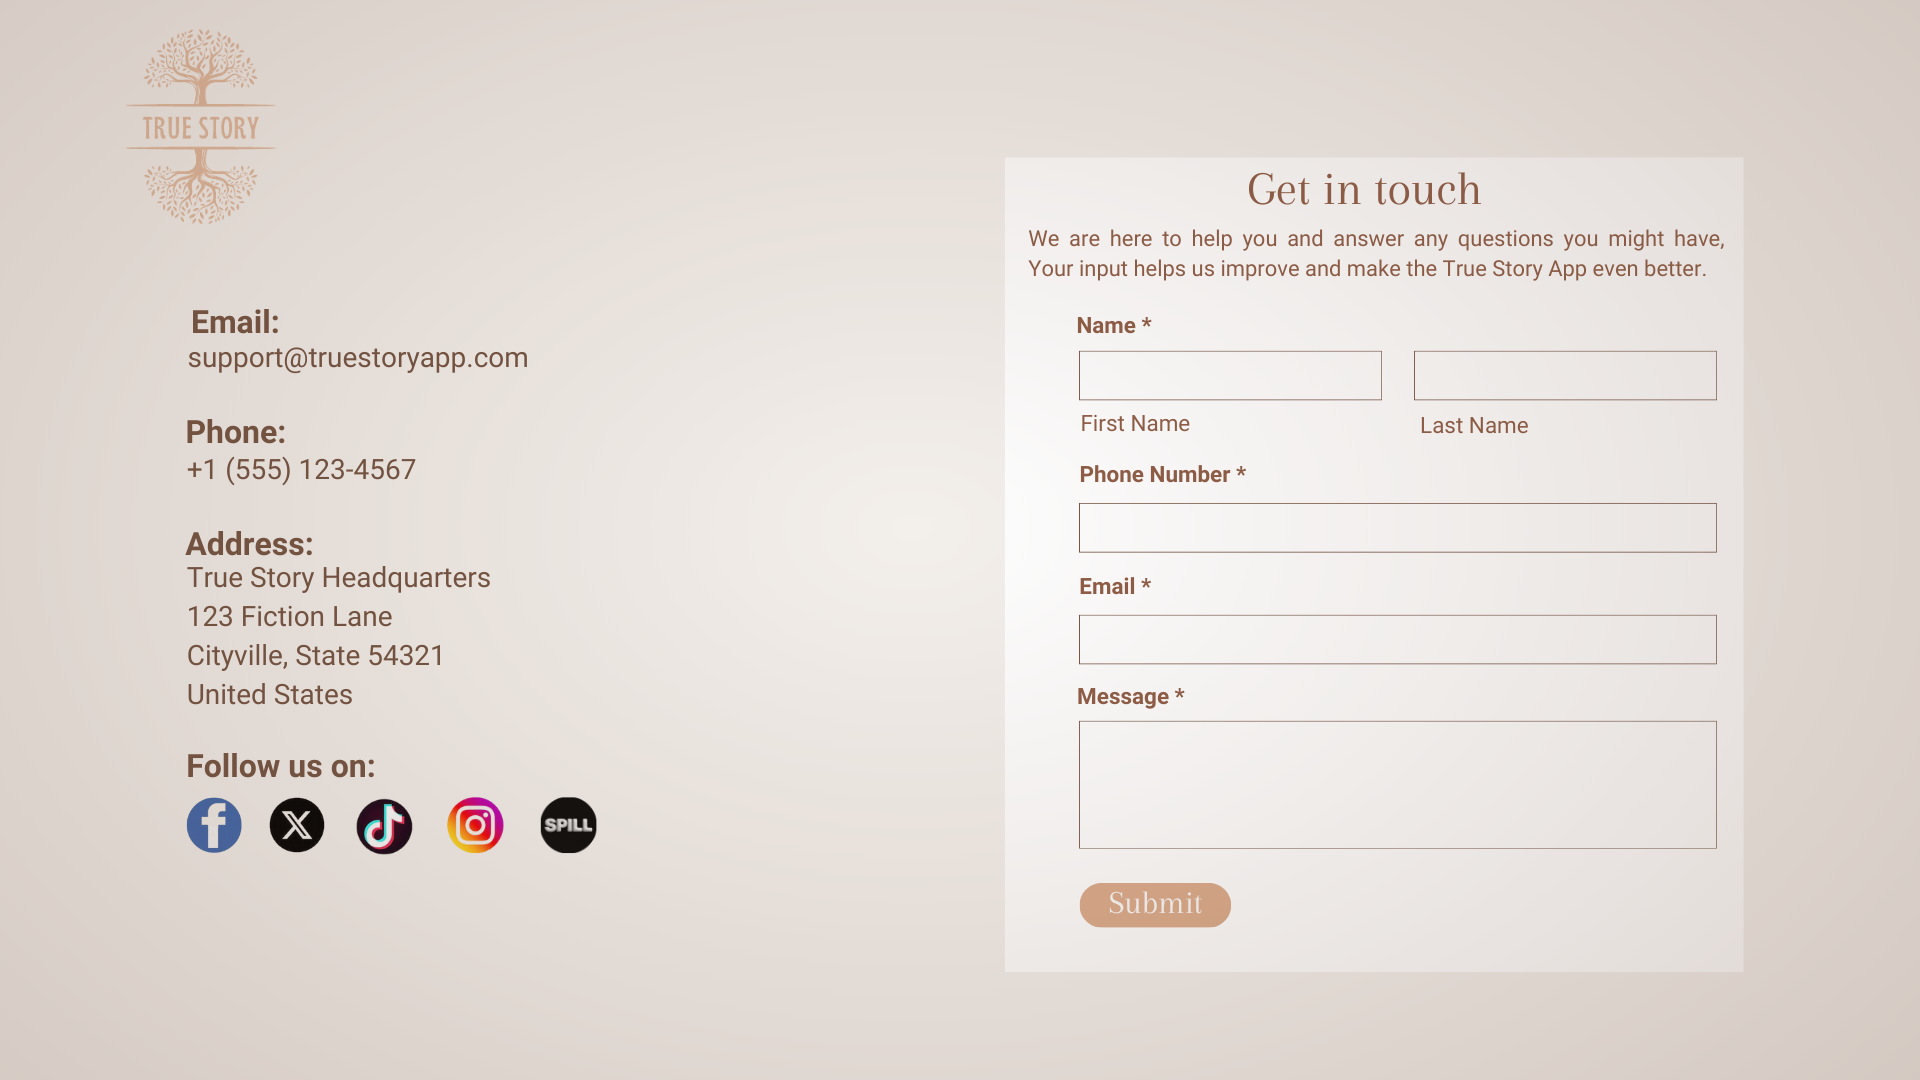 TRUE STORY
Email:
support@truestoryapp.com
Phone:
+1 (555) 123-4567
Address:
True Story Headquarters
123 Fiction Lane
Cityville, State 54321
United States
Follow us on:
SPILL
Get in touch
We are here to help you and answer any questions you might have,
Your input helps us improve and make the True Story App even better.
Name *
First Name
Last Name
Phone Number *
Email *
Message *
Submit